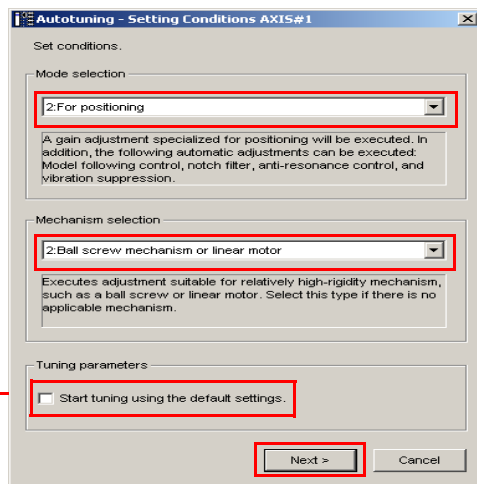 Autotuning - Setting Conditions AXIS#1
Set conditions.
Mode selection
2:For positioning
A gain adjustment specialized for positioning will be executed. In
addition, the following automatic adjustments can be executed:
Model following control, notch filter, anti-resonance control, and
vibration suppression.
Mechanism selection
2:Ball screw mechanism or linear motor
Executes adjustment suitable for relatively high-rigidity mechanism,
such as a ball screw or linear motor. Select this type if there is no
applicable mechanism.
Tuning parameters
Start tuning using the default settings.
Next >
Cancel